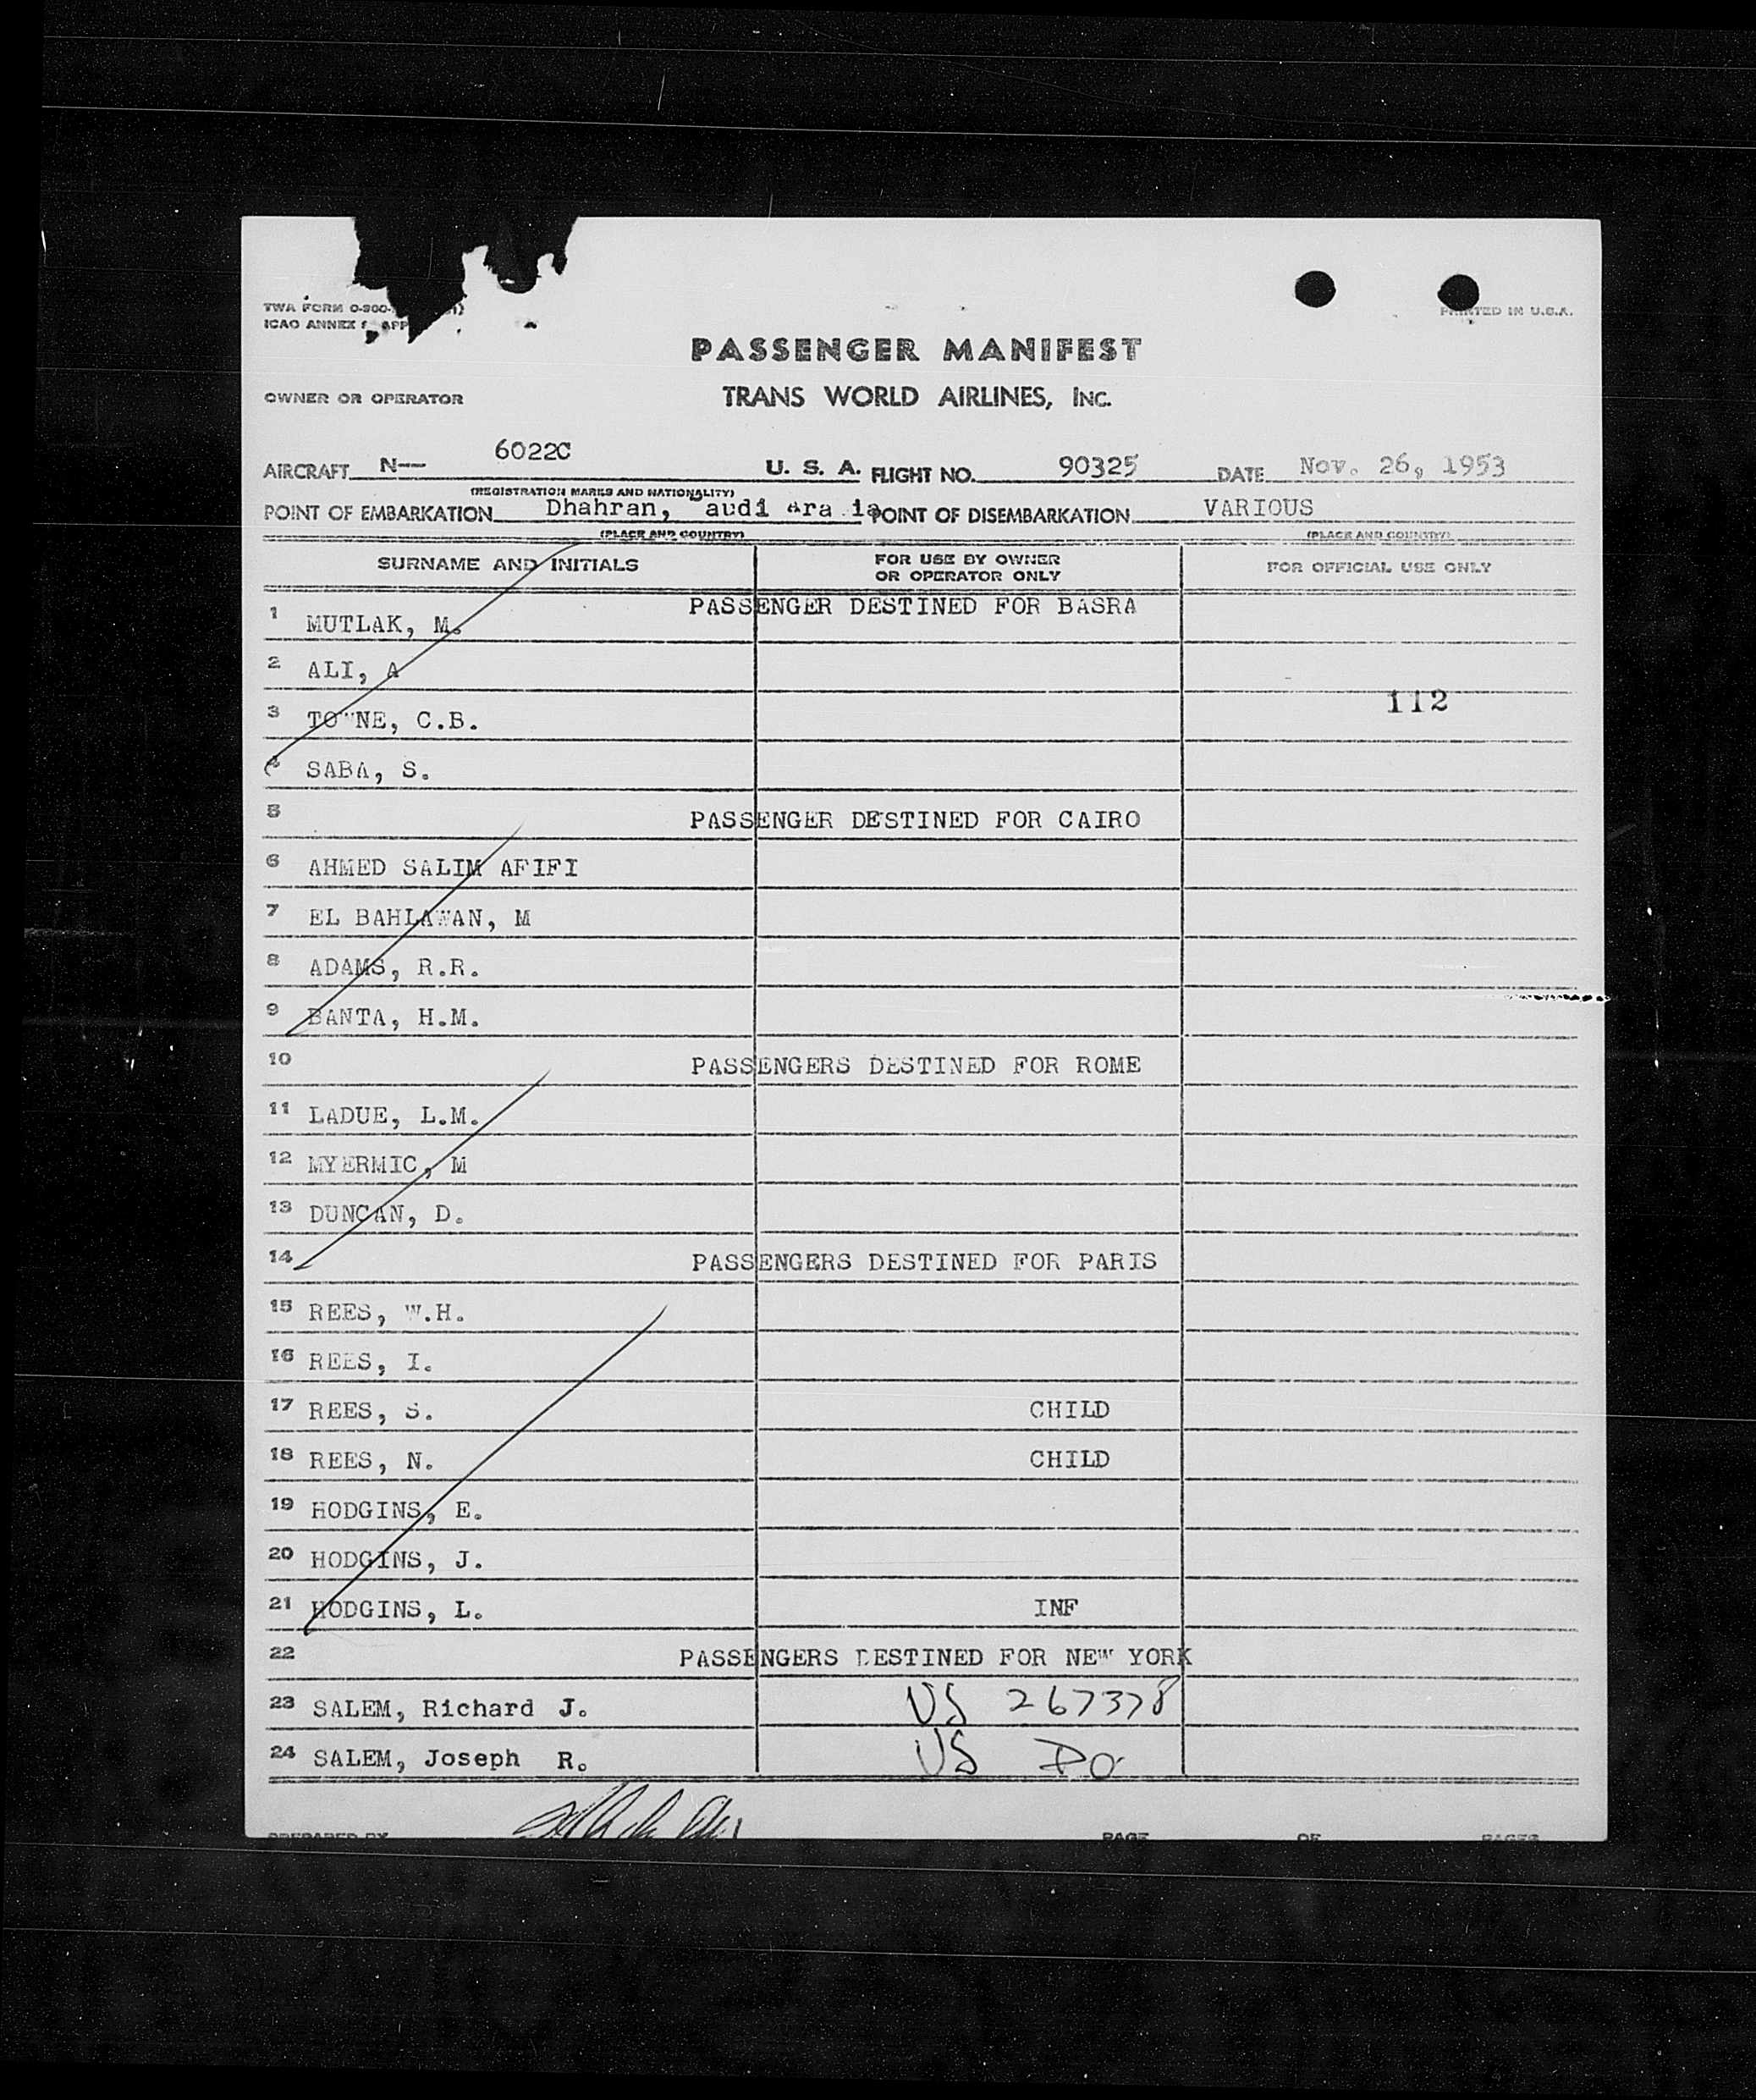 TWA FORM O-300-
ICAO ANNEX
PRINTED IN U.S.A.
PASSENGER MANIFEST
OWNER OR OPERATOR TRANS WORLD AIRLINES, INC.
AIRCRAFT N-- 6022C U. S. A. FLIGHT NO. 90325 DATE Nov. 26, 1953
(REGISTRATION MARKS AND NATIONALITY)
POINT OF EMBARKATION Dhahran, audi Ara ia POINT OF DISEMBARKATION VARIOUS
(PLACE AND COUNTRY) (PLACE AND COUNTRY)
SURNAME AND INITIALS FOR USE BY OWNER OR OPERATOR ONLY FOR OFFICIAL USE ONLY
PASSENGER DESTINED FOR BASRA
1 MUTLAK, M.
2 ALI, A
112
3 TOWNE, C.B.
4 SABA, S.
5 PASSENGER DESTINED FOR CAIRO
6 AHMED SALIM AFIFI
7 EL BAHLAWAN, M
8 ADAMS, R.R.
9 BANTA, H.M.
10 PASSENGERS DESTINED FOR ROME
11 LADUE, L.M.
12 MYERMIC, M
13 DUNCAN, D.
14 PASSENGERS DESTINED FOR PARIS
15 REES, W.H.
16 REES, I.
17 REES, S. CHILD
18 REES, N. CHILD
19 HODGINS, E.
20 HODGINS, J.
21 HODGINS, L. INF
22 PASSENGERS DESTINED FOR NEW YORK
23 SALEM, Richard J. US 267378
24 SALEM, Joseph R. US Do
PREPARED BY PAGE OF PAGES